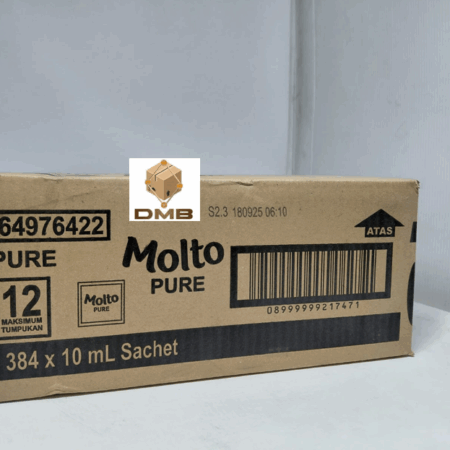 DMB
S2.3 180925 06:10
64976422
PURE
Molto
PURE
ATAS
12
MAKSIMUM
TUMPUKAN
Molto
PURE
08999999217471
384 x 10 mL Sachet